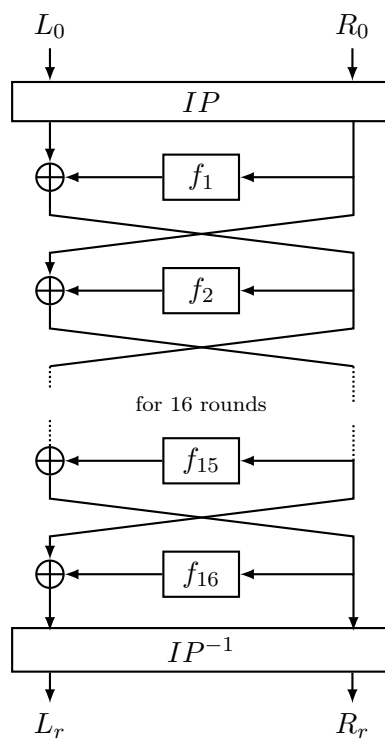 L₀ R₀
IP
f₁
f₂
for 16 rounds
f₁₅
f₁₆
IP⁻¹
Lᵣ Rᵣ